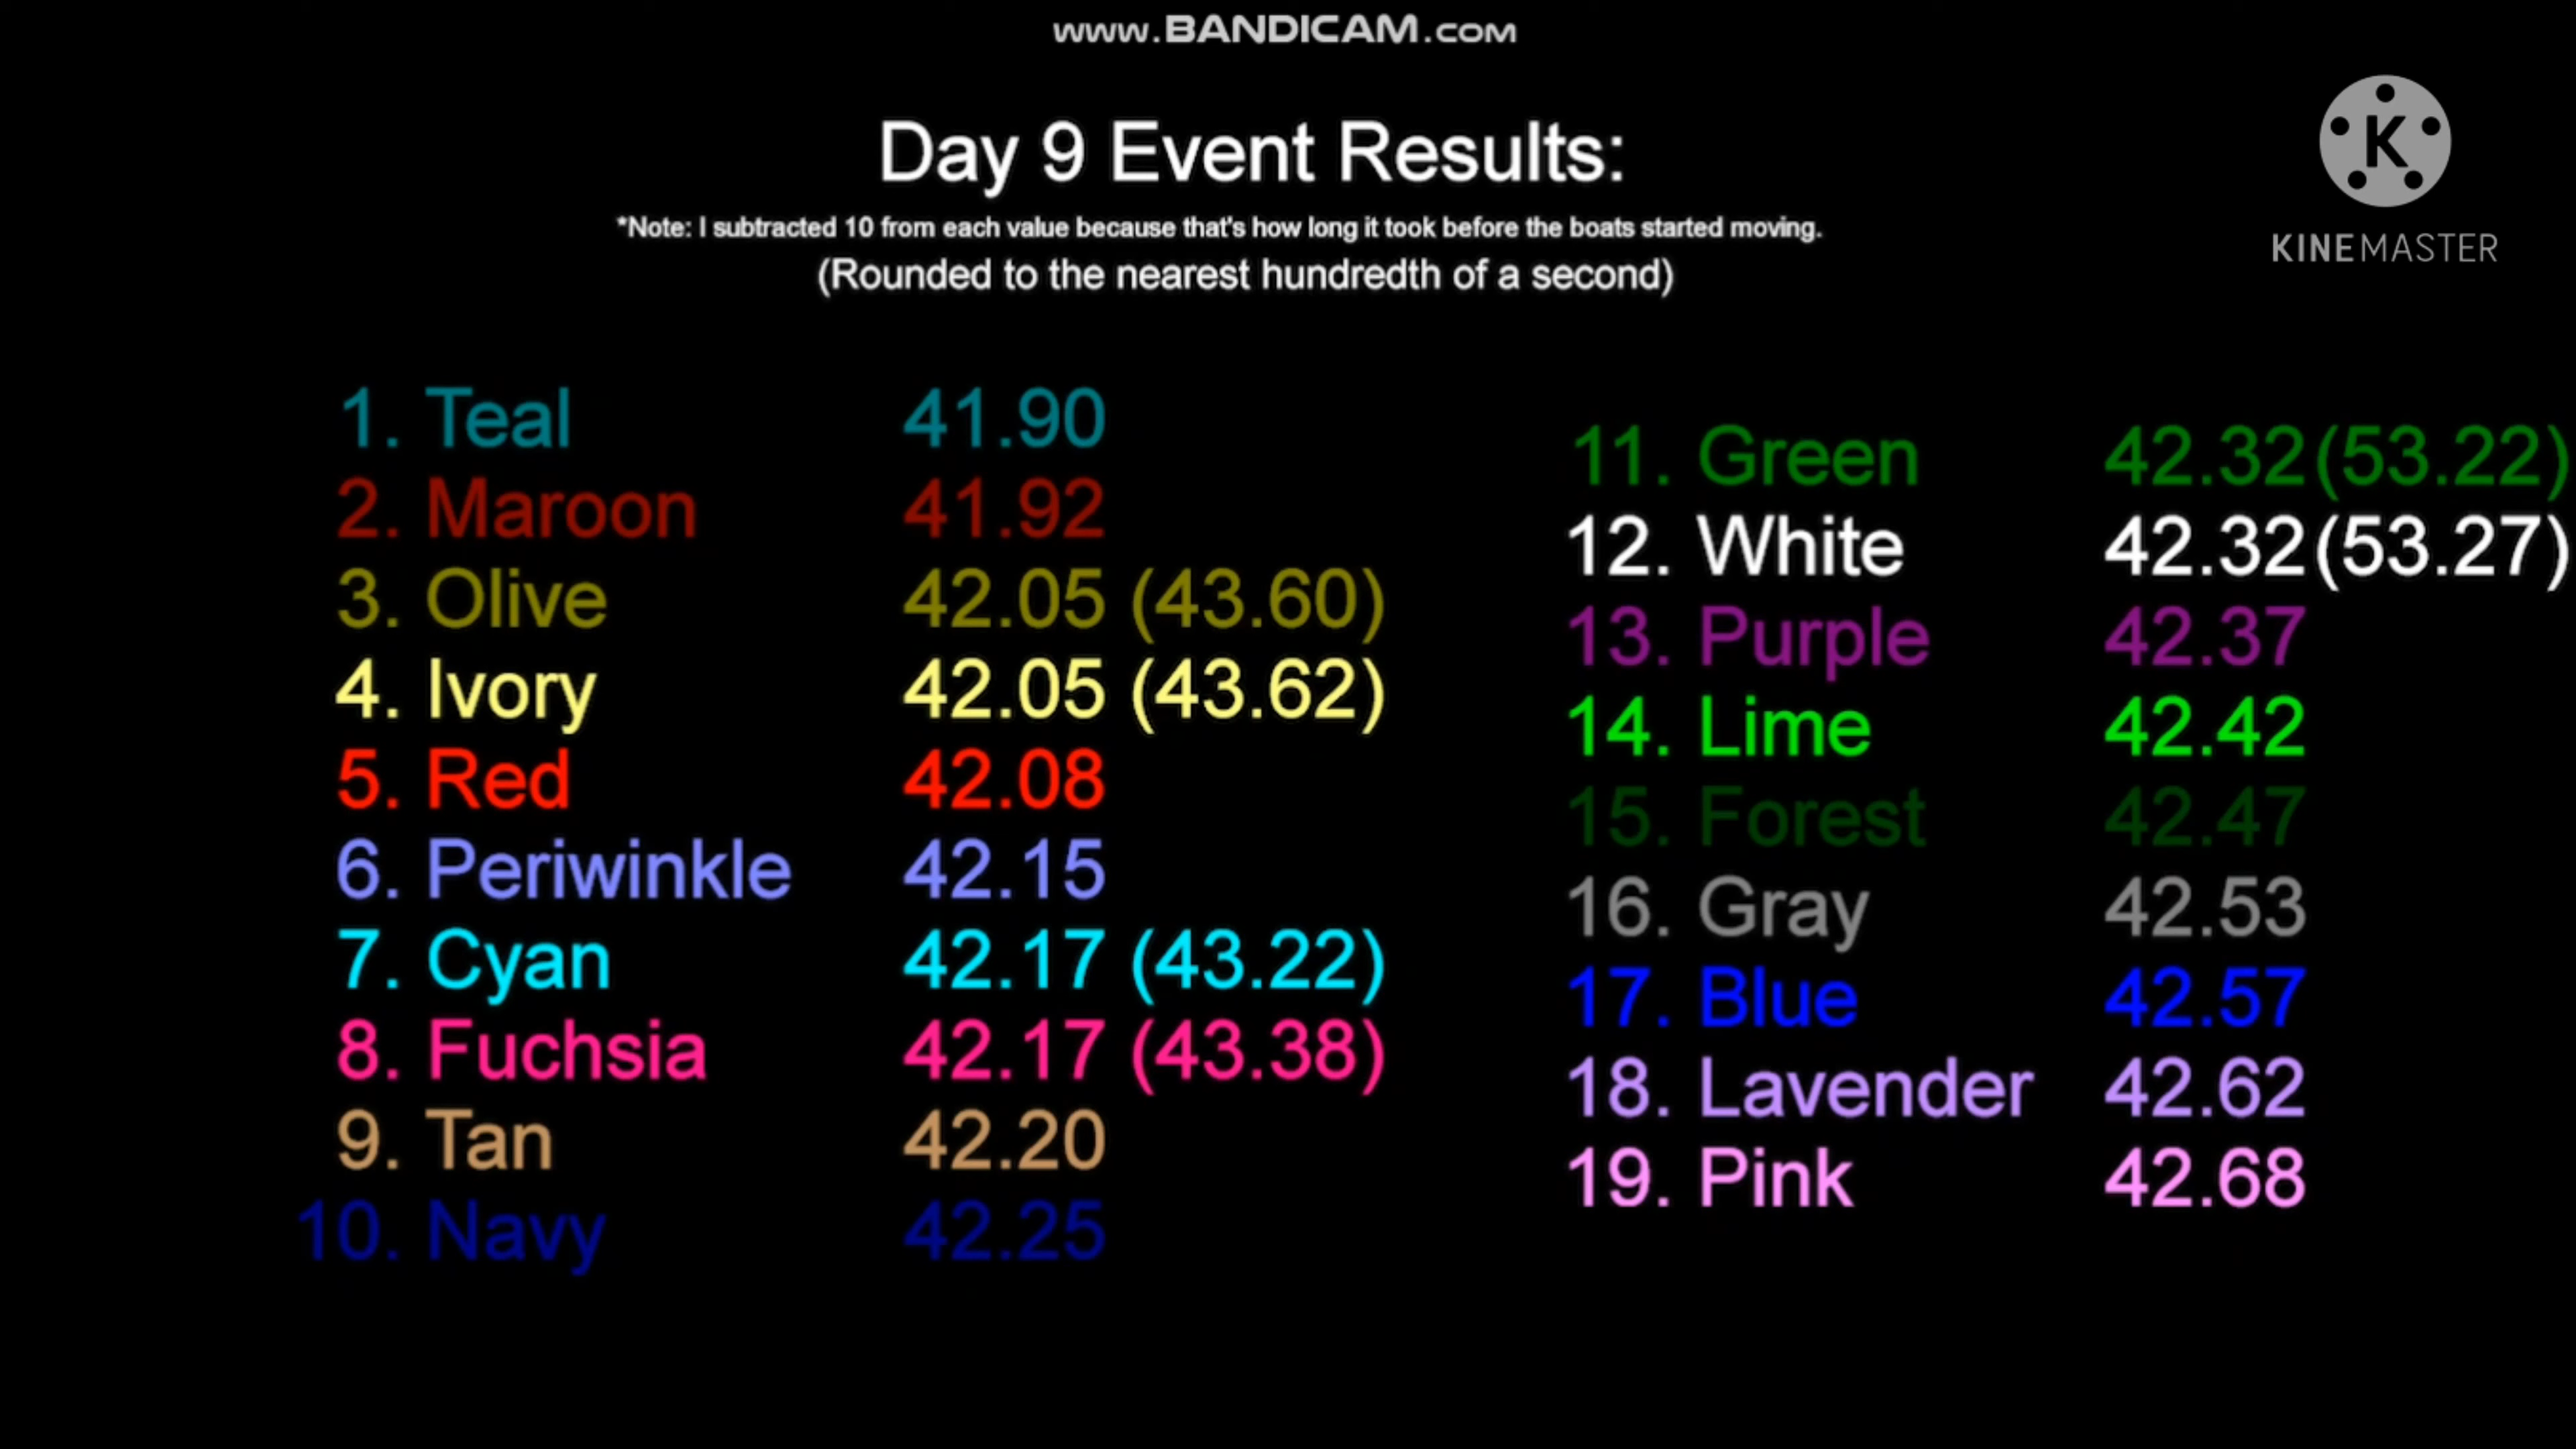 www.BANDICAM.com
K
KINEMASTER
Day 9 Event Results:
*Note: I subtracted 10 from each value because that's how long it took before the boats started moving.
(Rounded to the nearest hundredth of a second)
1. Teal 41.90
2. Maroon 41.92
3. Olive 42.05 (43.60)
4. Ivory 42.05 (43.62)
5. Red 42.08
6. Periwinkle 42.15
7. Cyan 42.17 (43.22)
8. Fuchsia 42.17 (43.38)
9. Tan 42.20
10. Navy 42.25
11. Green 42.32(53.22)
12. White 42.32(53.27)
13. Purple 42.37
14. Lime 42.42
15. Forest 42.47
16. Gray 42.53
17. Blue 42.57
18. Lavender 42.62
19. Pink 42.68